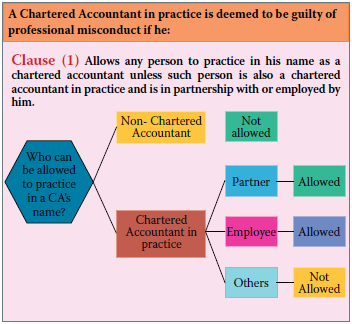 A Chartered Accountant in practice is deemed to be guilty of
professional misconduct if he:
Clause (1) Allows any person to practice in his name as a
chartered accountant unless such person is also a chartered
accountant in practice and is in partnership with or employed by
him.
Who can
be allowed
to practice
in a CA's
name?
Non- Chartered
Accountant
Not
allowed
Chartered
Accountant in
practice
Partner
Allowed
Employee
Allowed
Others
Not
Allowed